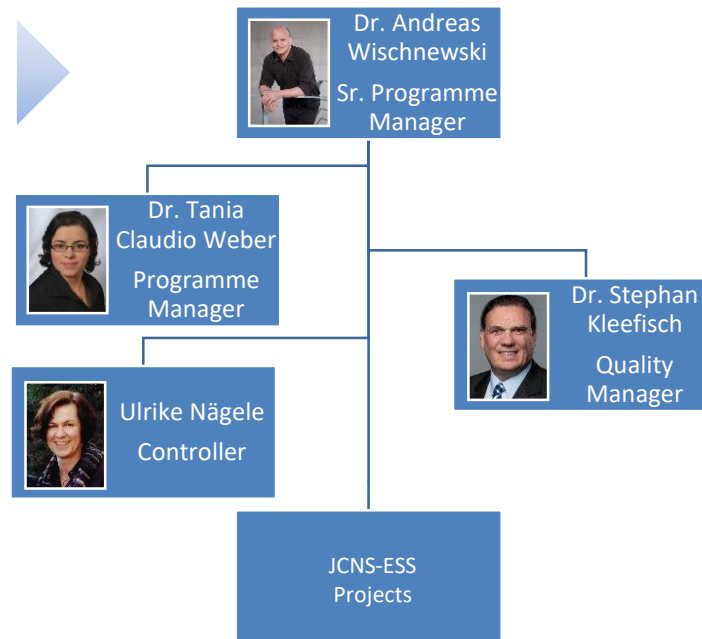 Dr. Andreas
Wischnewski
Sr. Programme
Manager
Dr. Tania
Claudio Weber
Programme
Manager
Dr. Stephan
Kleefisch
Quality
Manager
Ulrike Nägele
Controller
JCNS-ESS
Projects